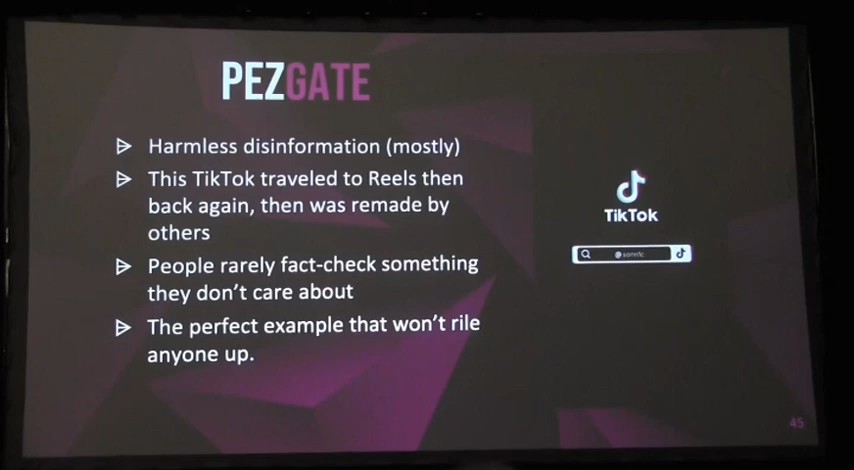 PEZGATE
Harmless disinformation (mostly)
This TikTok traveled to Reels then
back again, then was remade by
others
People rarely fact-check something
they don't care about
The perfect example that won't rile
anyone up.
TikTok
45